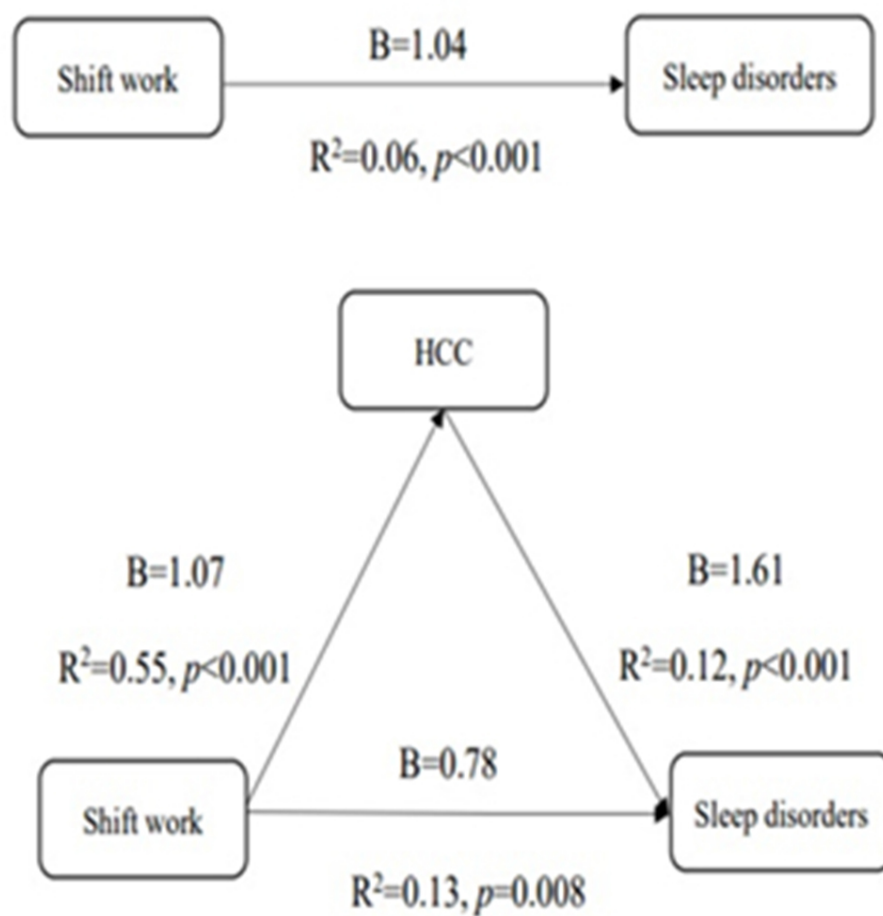 B=1.04
Shift work
Sleep disorders
R²=0.06, p<0.001
HCC
B=1.07
B=1.61
R²=0.55, p<0.001
R²=0.12, p<0.001
B=0.78
Shift work
Sleep disorders
R²=0.13, p=0.008